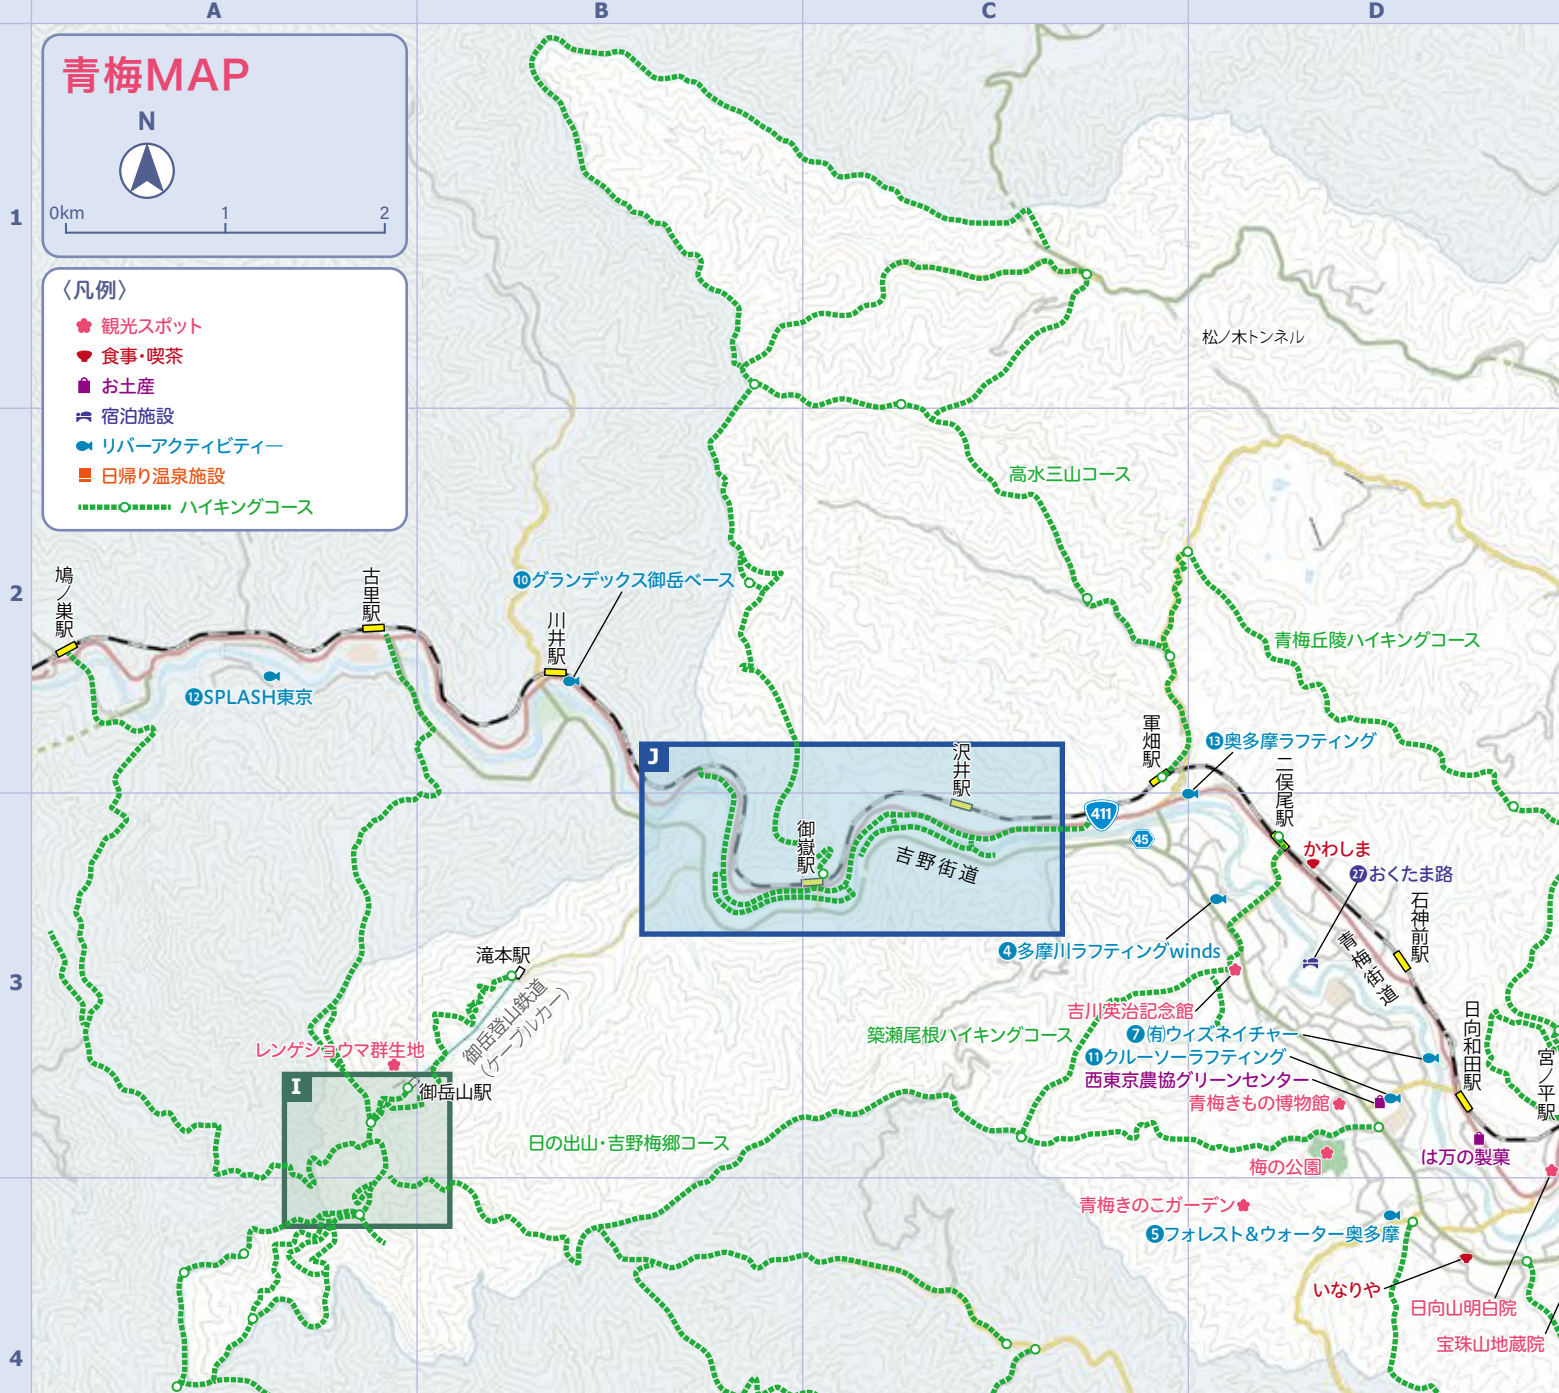 A
B
C
D
1
2
3
4
青梅MAP
N
0km 1 2
〈凡例〉
観光スポット
食事・喫茶
お土産
宿泊施設
リバーアクティビティ―
日帰り温泉施設
ハイキングコース
松ノ木トンネル
高水三山コース
鳩ノ巣駅
古里駅
⑩グランデックス御岳ベース
川井駅
青梅丘陵ハイキングコース
⑫SPLASH東京
軍畑駅
⑬奥多摩ラフティング
J
沢井駅
二俣尾駅
411
45
御嶽駅
吉野街道
かわしま
㉗おくたま路
石神前駅
④多摩川ラフティングwinds
青梅街道
滝本駅
御岳登山鉄道
(ケーブルカー)
吉川英治記念館
日向和田駅
築瀬尾根ハイキングコース
⑦㈲ウィズネイチャー
レンゲショウマ群生地
⑪クルーソーラフティング
宮ノ平駅
I
御岳山駅
西東京農協グリーンセンター
青梅きもの博物館
日の出山・吉野梅郷コース
は万の製菓
梅の公園
青梅きのこガーデン
⑤フォレスト&ウォーター奥多摩
いなりや
日向山明白院
宝珠山地蔵院